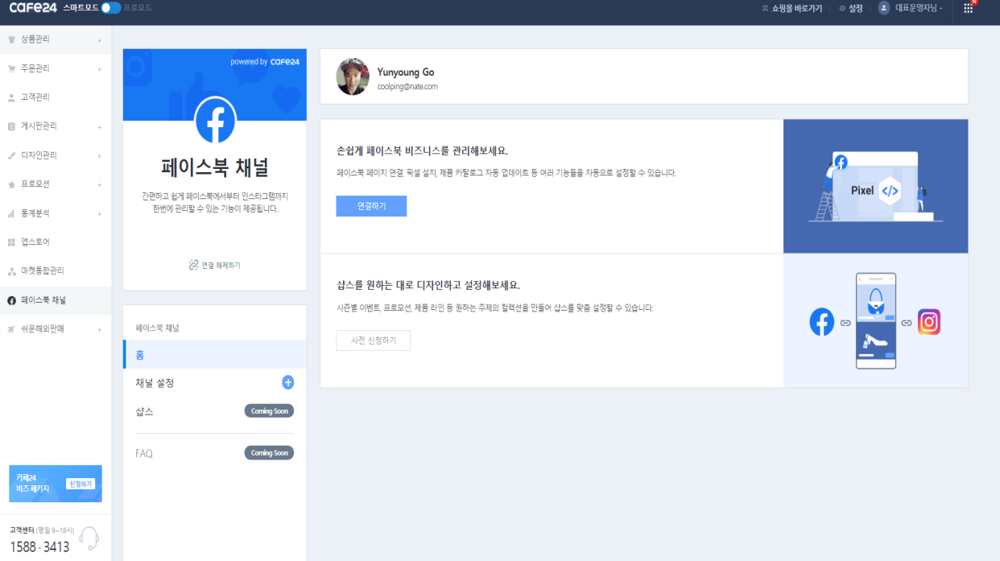 cafe24 스마트모드 프로모드
쇼핑몰 바로가기
설정
대표운영자님
N
상품관리 +
주문관리 +
고객관리
게시판관리 +
디자인관리 +
프로모션 +
통계분석 +
앱스토어
마켓통합관리
페이스북 채널
쉬운해외판매 +
카페24
비즈 패키지
신청하기
고객센터 (평일 9~18시)
1588 · 3413
powered by cafe24
페이스북 채널
간편하고 쉽게 페이스북에서부터 인스타그램까지
한번에 관리할 수 있는 기능이 제공됩니다.
연결 해제하기
페이스북 채널
홈
채널 설정 +
샵스 Coming Soon
FAQ Coming Soon
Yunyoung Go
coolping@nate.com
손쉽게 페이스북 비즈니스를 관리해보세요.
페이스북 페이지 연결, 픽셀 설치, 제품 카탈로그 자동 업데이트 등 여러 기능들을 자동으로 설정할 수 있습니다.
연결하기
Pixel </>
샵스를 원하는 대로 디자인하고 설정해보세요.
시즌별 이벤트, 프로모션, 제품 라인 등 원하는 주제의 컬렉션을 만들어 샵스를 맞춤 설정할 수 있습니다.
사전 신청하기